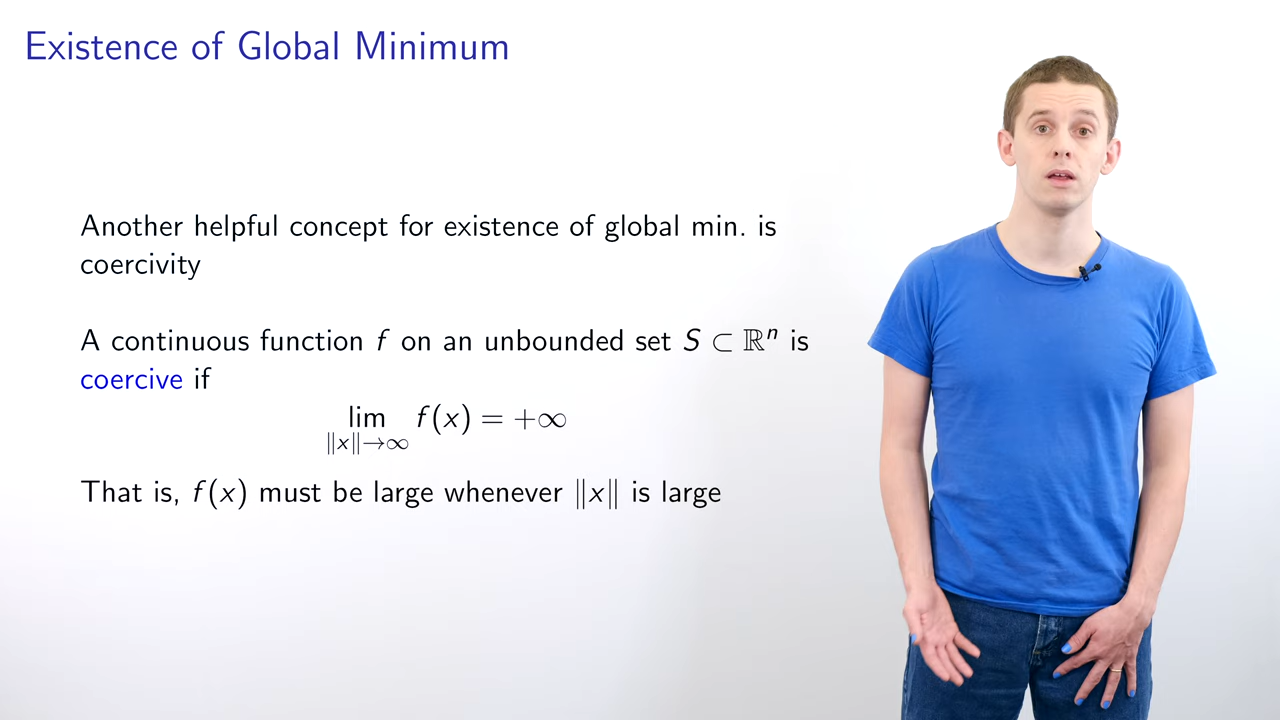 Existence of Global Minimum
Another helpful concept for existence of global min. is
coercivity
A continuous function f on an unbounded set S ⊂ ℝⁿ is
coercive if
lim f(x) = +∞
‖x‖→∞
That is, f(x) must be large whenever ‖x‖ is large